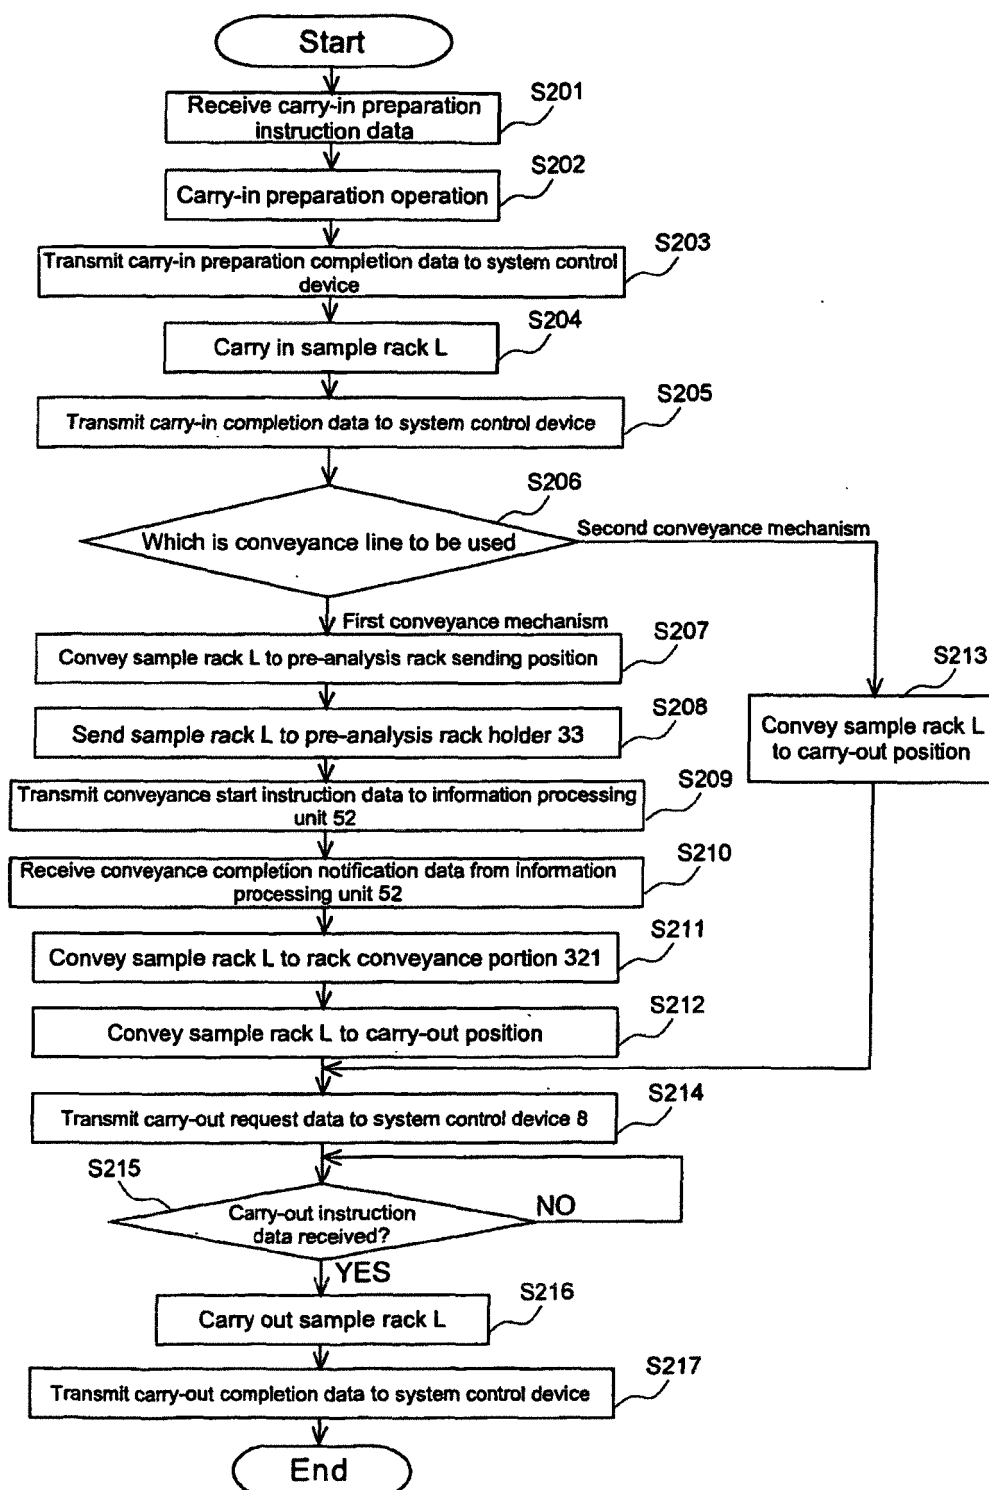 Start
S201
Receive carry-in preparation
instruction data
S202
Carry-in preparation operation
S203
Transmit carry-in preparation completion data to system control
device
S204
Carry in sample rack L
S205
Transmit carry-in completion data to system control device
S206
Which is conveyance line to be used
Second conveyance mechanism
First conveyance mechanism
S207
Convey sample rack L to pre-analysis rack sending position
S208
Send sample rack L to pre-analysis rack holder 33
S213
Convey sample rack L
to carry-out position
S209
Transmit conveyance start instruction data to information processing
unit 52
S210
Receive conveyance completion notification data from information
processing unit 52
S211
Convey sample rack L to rack conveyance portion 321
S212
Convey sample rack L to carry-out position
S214
Transmit carry-out request data to system control device 8
S215
Carry-out instruction
data received?
NO
YES
S216
Carry out sample rack L
S217
Transmit carry-out completion data to system control device
End